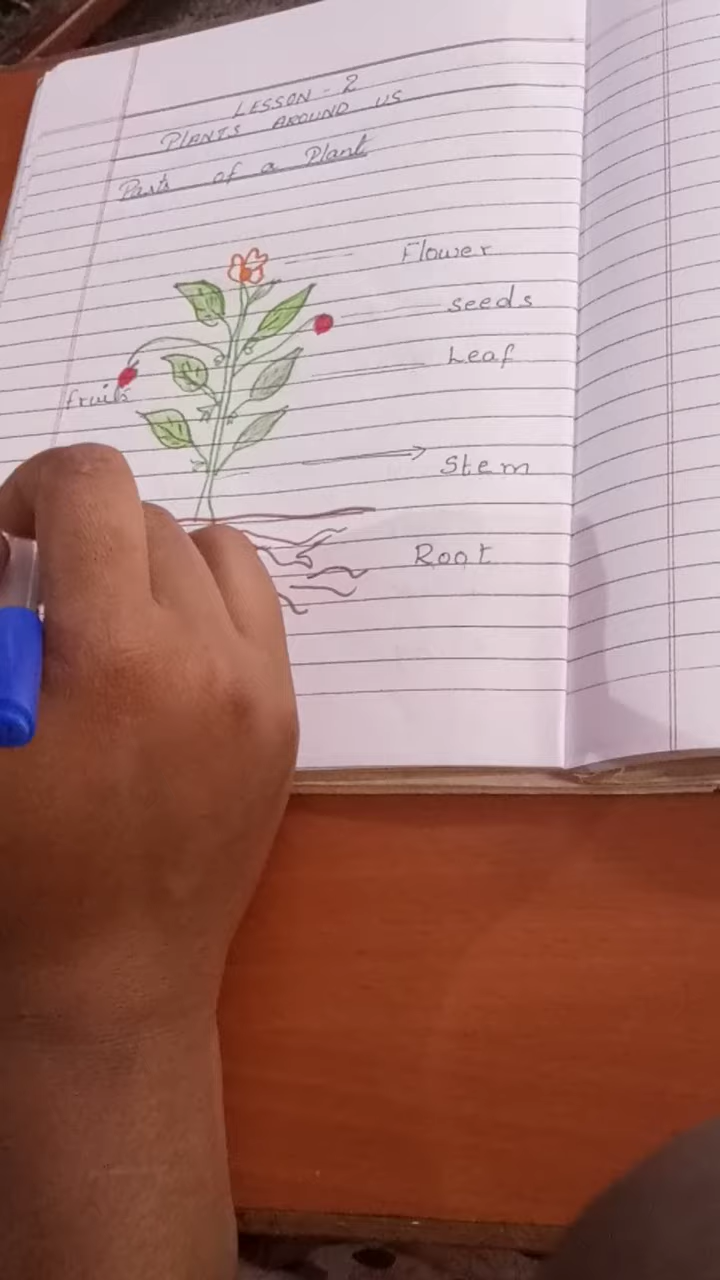 LESSON - 2
PLANTS AROUND US
Parts of a Plant
Flower
seeds
Leaf
fruits
Stem
Root